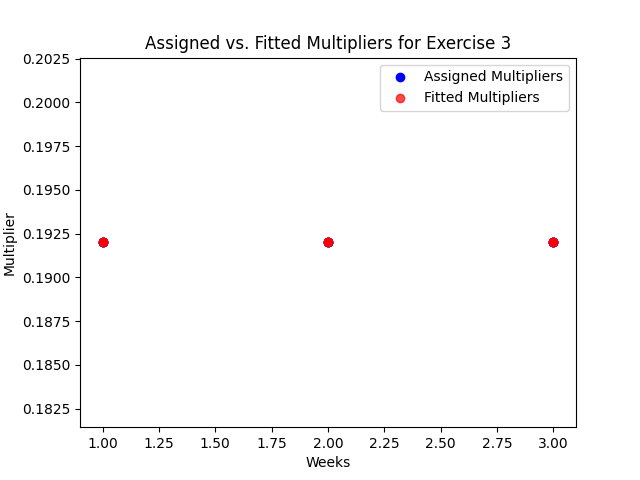 Assigned vs. Fitted Multipliers for Exercise 3
0.2025
0.2000
0.1975
0.1950
0.1925
0.1900
0.1875
0.1850
0.1825
Multiplier
Assigned Multipliers
Fitted Multipliers
1.00 1.25 1.50 1.75 2.00 2.25 2.50 2.75 3.00
Weeks